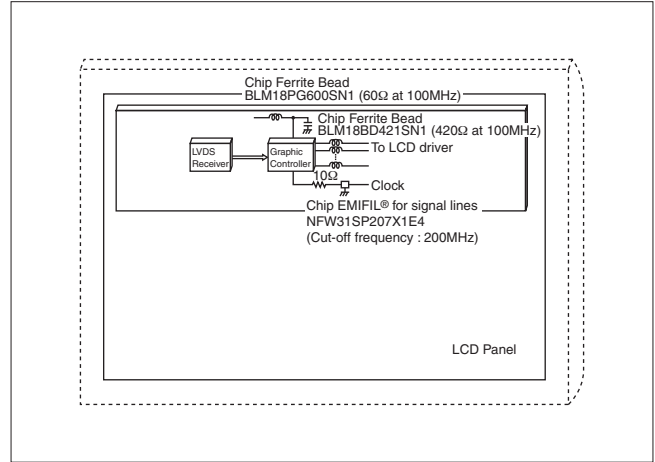 Chip Ferrite Bead
BLM18PG600SN1 (60Ω at 100MHz)
Chip Ferrite Bead
BLM18BD421SN1 (420Ω at 100MHz)
To LCD driver
LVDS
Receiver
Graphic
Controller
10Ω
Clock
Chip EMIFIL® for signal lines
NFW31SP207X1E4
(Cut-off frequency : 200MHz)
LCD Panel